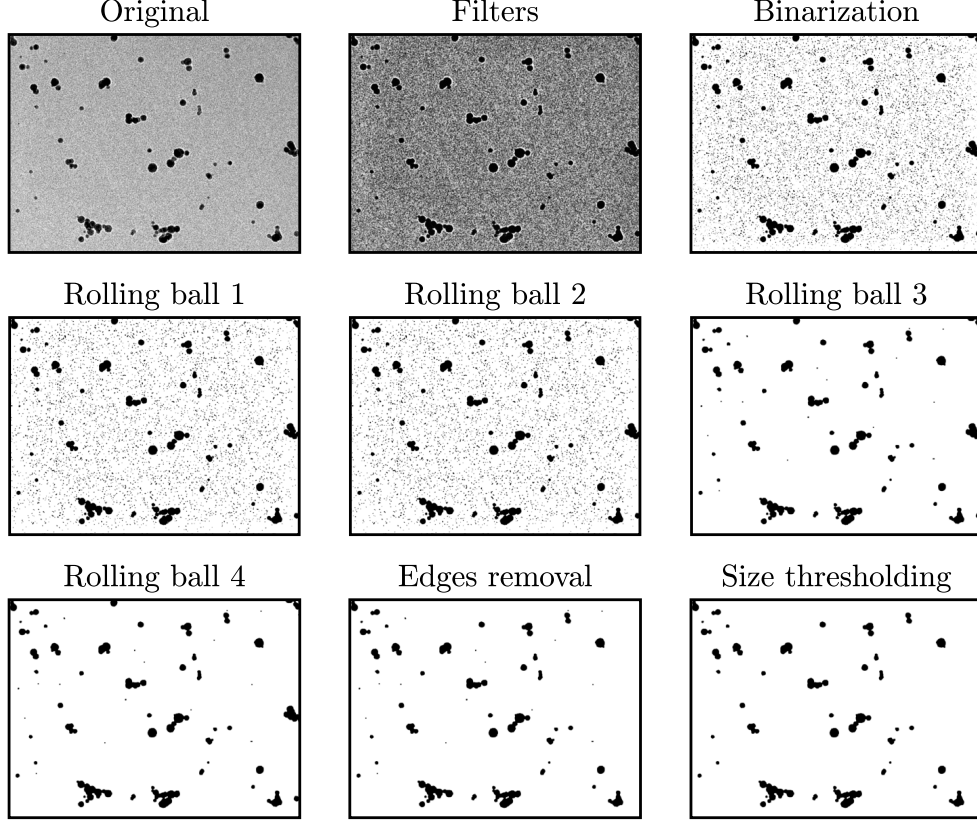 Original
Filters
Binarization
Rolling ball 1
Rolling ball 2
Rolling ball 3
Rolling ball 4
Edges removal
Size thresholding